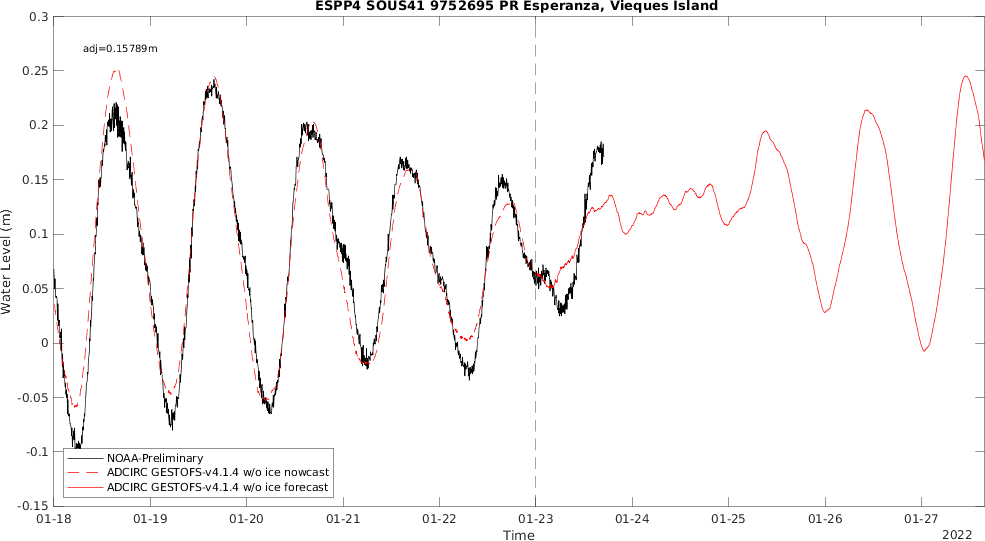 ESPP4 SOUS41 9752695 PR Esperanza, Vieques Island
0.3
adj=0.15789m
0.25
0.2
0.15
0.1
0.05
0
-0.05
-0.1
-0.15
Water Level (m)
NOAA-Preliminary
ADCIRC GESTOFS-v4.1.4 w/o ice nowcast
ADCIRC GESTOFS-v4.1.4 w/o ice forecast
01-18 01-19 01-20 01-21 01-22 01-23 01-24 01-25 01-26 01-27
Time
2022